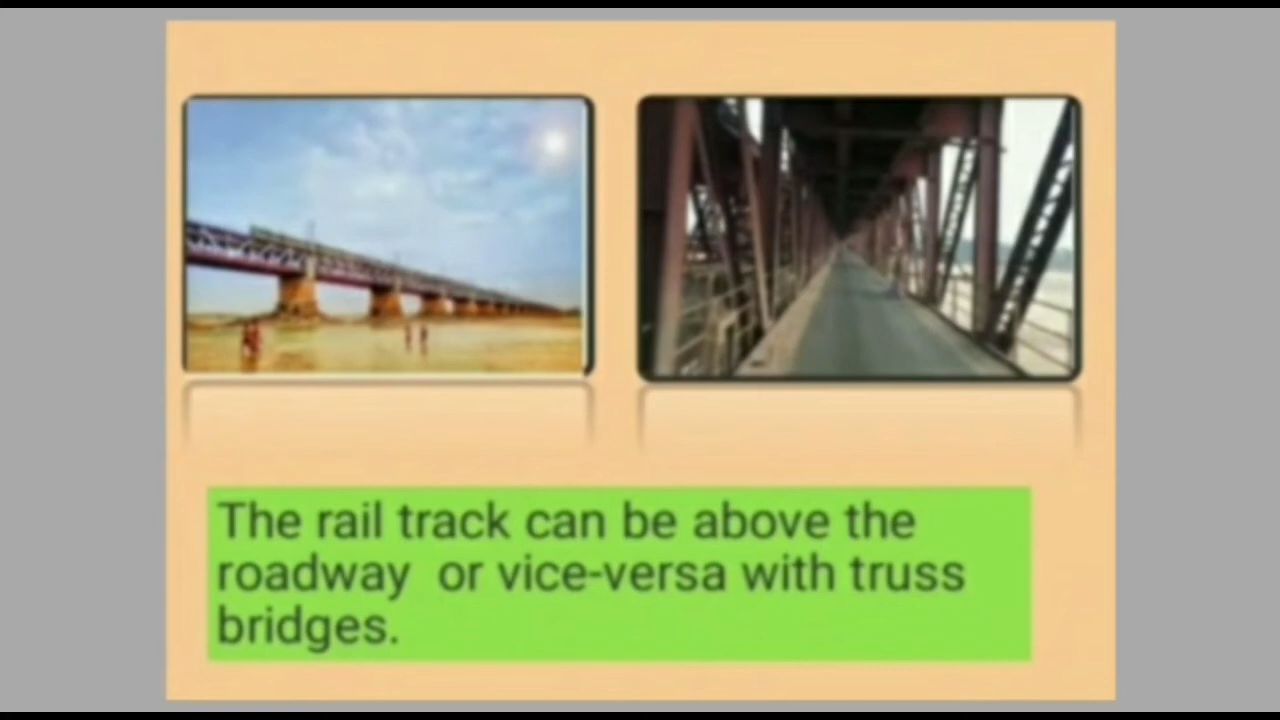 The rail track can be above the
roadway or vice-versa with truss
bridges.